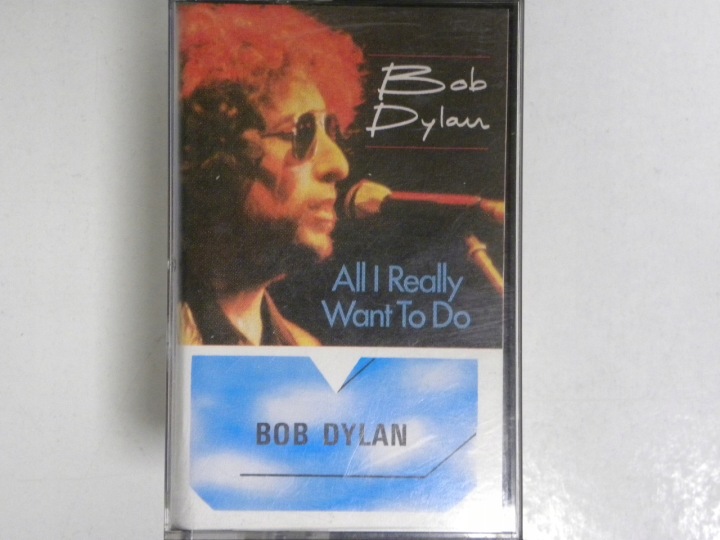 Bob
Dylan
All I Really
Want To Do
BOB DYLAN